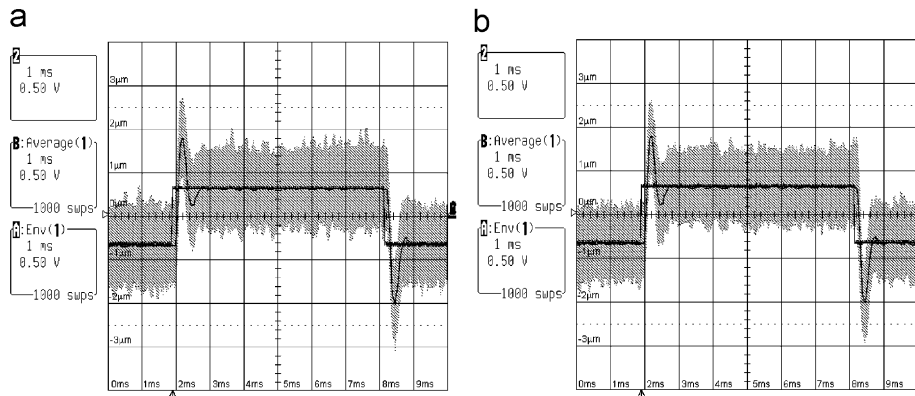 a
2
1 ms
0.50 V
B:Average(1)
1 ms
0.50 V
1000 swps
A:Env(1)
1 ms
0.50 V
1000 swps
3µm
2µm
1µm
0µm
-1µm
-2µm
-3µm
0ms 1ms 2ms 3ms 4ms 5ms 6ms 7ms 8ms 9ms
b
2
1 ms
0.50 V
B:Average(1)
1 ms
0.50 V
1000 swps
A:Env(1)
1 ms
0.50 V
1000 swps
3µm
2µm
1µm
0µm
-1µm
-2µm
-3µm
0ms 1ms 2ms 3ms 4ms 5ms 6ms 7ms 8ms 9ms